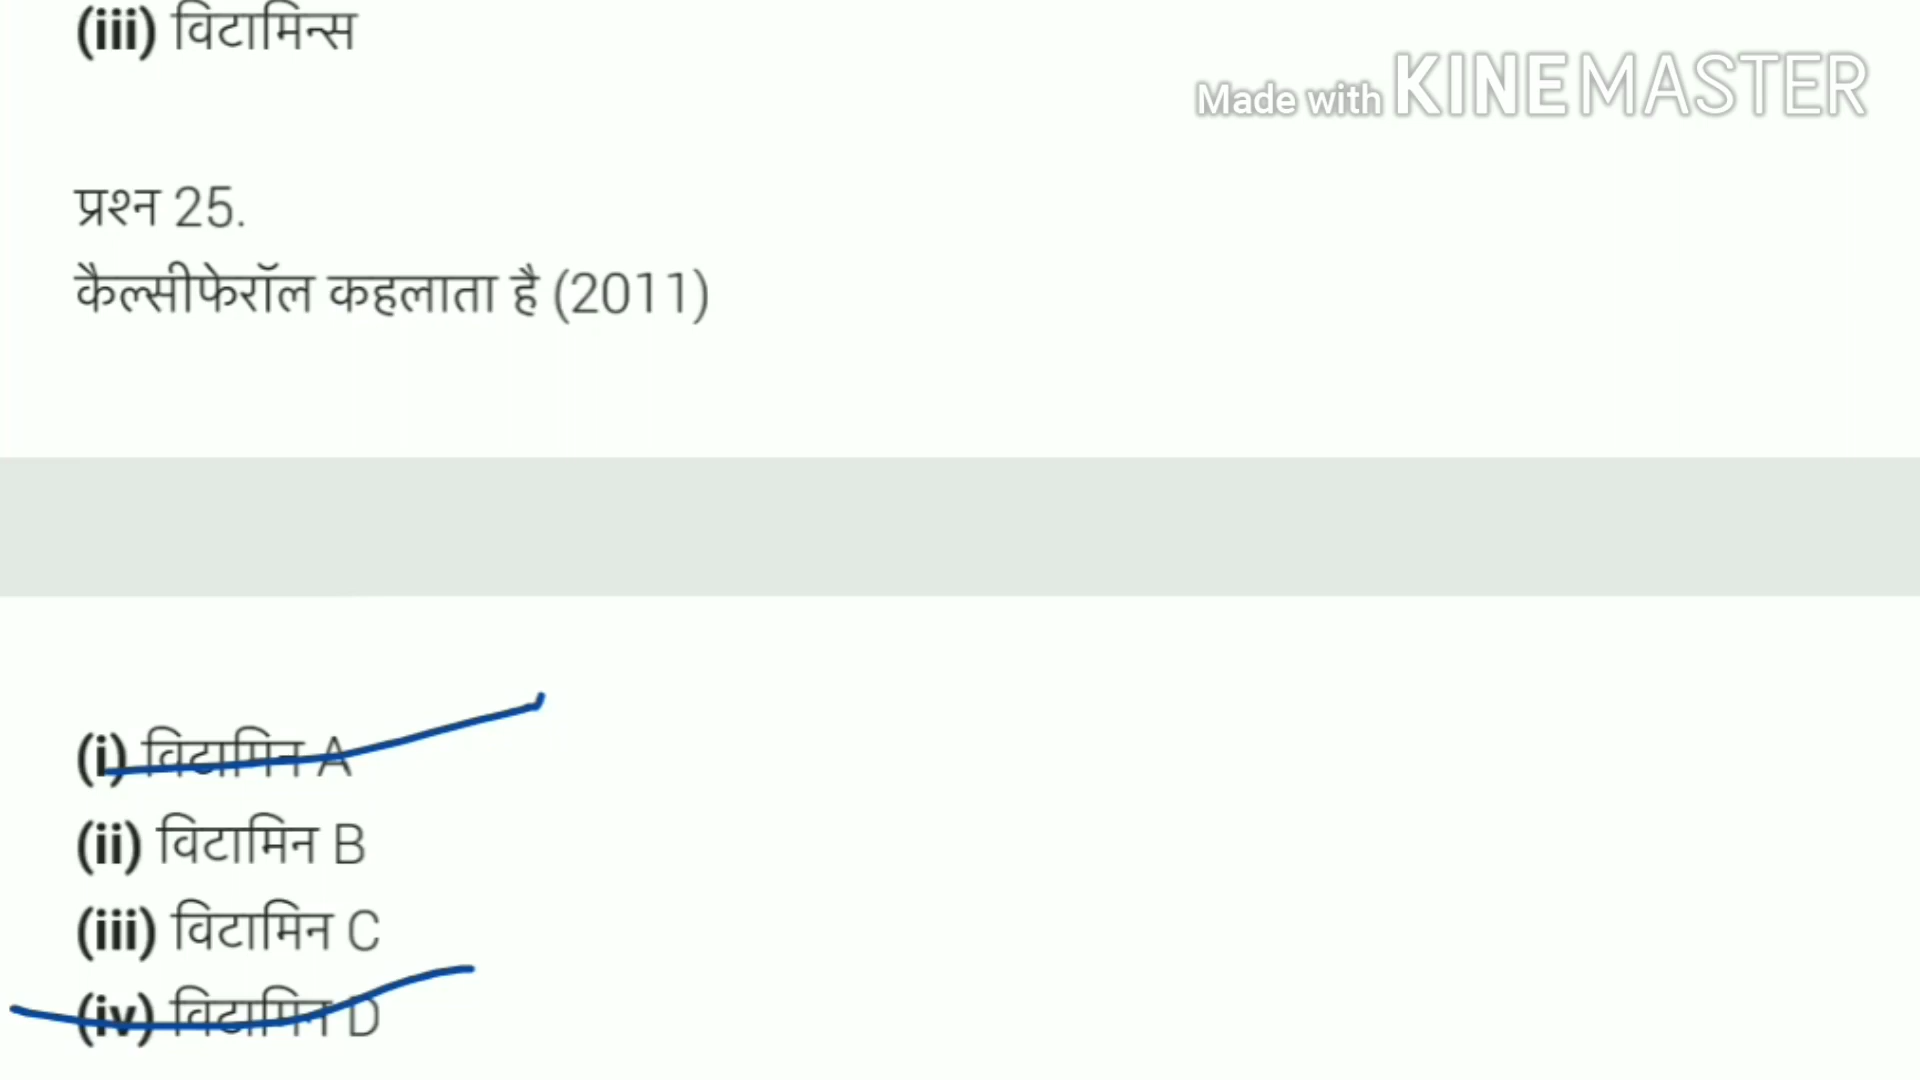 (iii) विटामिन्स
Made with KINEMASTER
प्रश्न 25.
कैल्सीफेरॉल कहलाता है (2011)
(i) विटामिन A
(ii) विटामिन B
(iii) विटामिन C
(iv) विटामिन D